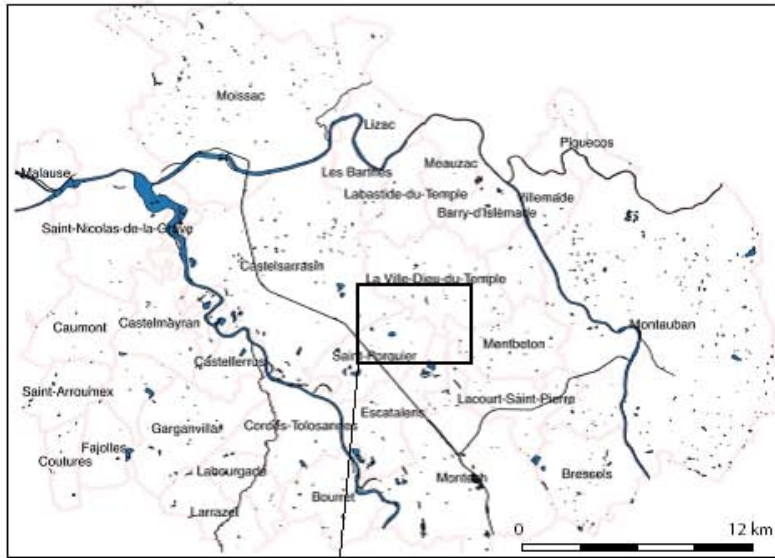 Moissac
Lizac
Piquecos
Malause
Les Barthes
Meauzac
Labastide-du-Temple
Villemade
Barry-d'Islemade
Saint-Nicolas-de-la-Grave
Castelsarrasin
La Ville-Dieu-du-Temple
Caumont
Castelmayran
Montauban
Montbeton
Saint-Porquier
Castelferrus
Saint-Arroumex
Lacourt-Saint-Pierre
Escatalens
Garganvillar
Cordes-Tolosannes
Fajolles
Coutures
Labourgade
Montech
Bressols
Bourret
Larrazet
0 12 km